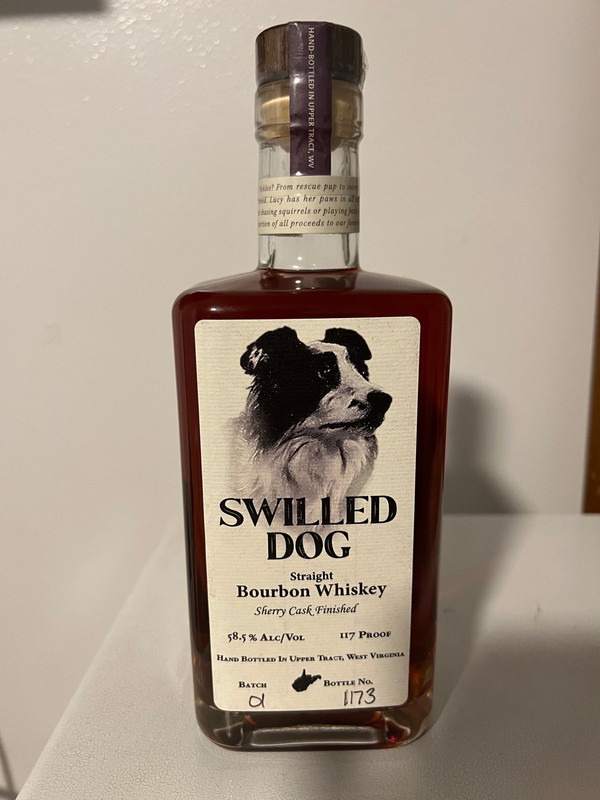 HAND-BOTTLED IN UPPER TRACT, WV
From rescue pup to
Lucy has her paws in all
chasing squirrels or playing
of all proceeds to our
SWILLED
DOG
Straight
Bourbon Whiskey
Sherry Cask Finished
58.5% Alc/Vol 117 Proof
Hand Bottled In Upper Tract, West Virginia
Batch Bottle No.
01 1173